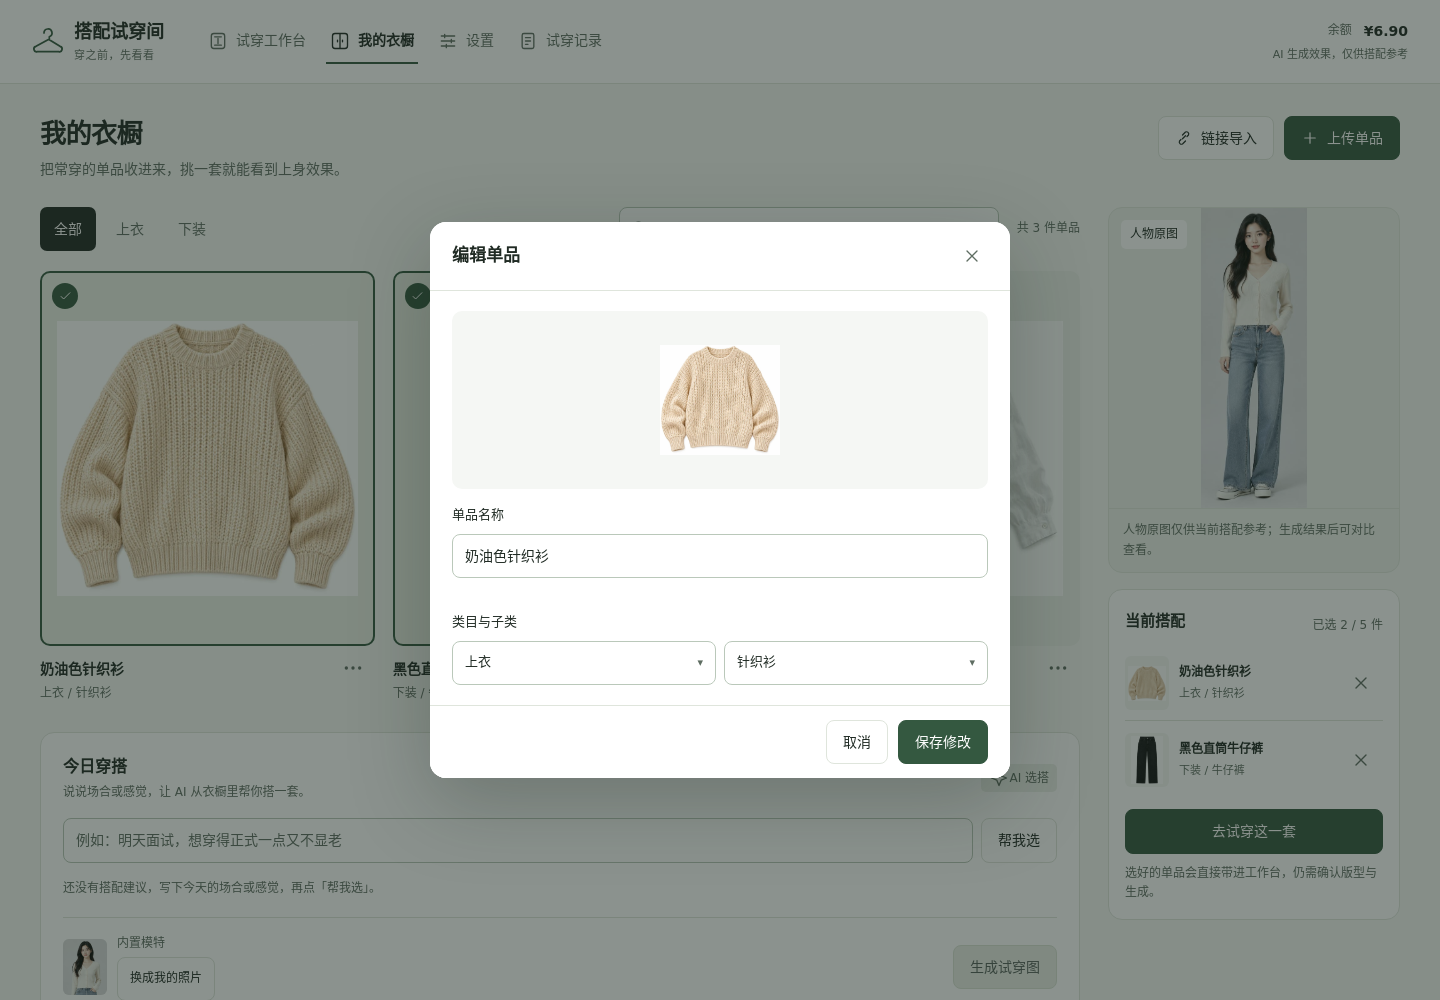 搭配试穿间
穿之前，先看看
试穿工作台
我的衣橱
设置
试穿记录
余额 ¥6.90
AI 生成效果，仅供搭配参考
我的衣橱
把常穿的单品收进来，挑一套就能看到上身效果。
链接导入
上传单品
全部
上衣
下装
共 3 件单品
奶油色针织衫
上衣 / 针织衫
黑色直
下装 /
编辑单品
单品名称
奶油色针织衫
类目与子类
上衣
针织衫
取消
保存修改
今日穿搭
说说场合或感觉，让 AI 从衣橱里帮你搭一套。
AI 选搭
例如：明天面试，想穿得正式一点又不显老
帮我选
还没有搭配建议，写下今天的场合或感觉，再点「帮我选」。
内置模特
换成我的照片
生成试穿图
人物原图
人物原图仅供当前搭配参考；生成结果后可对比
查看。
当前搭配
已选 2 / 5 件
奶油色针织衫
上衣 / 针织衫
黑色直筒牛仔裤
下装 / 牛仔裤
去试穿这一套
选好的单品会直接带进工作台，仍需确认版型与
生成。